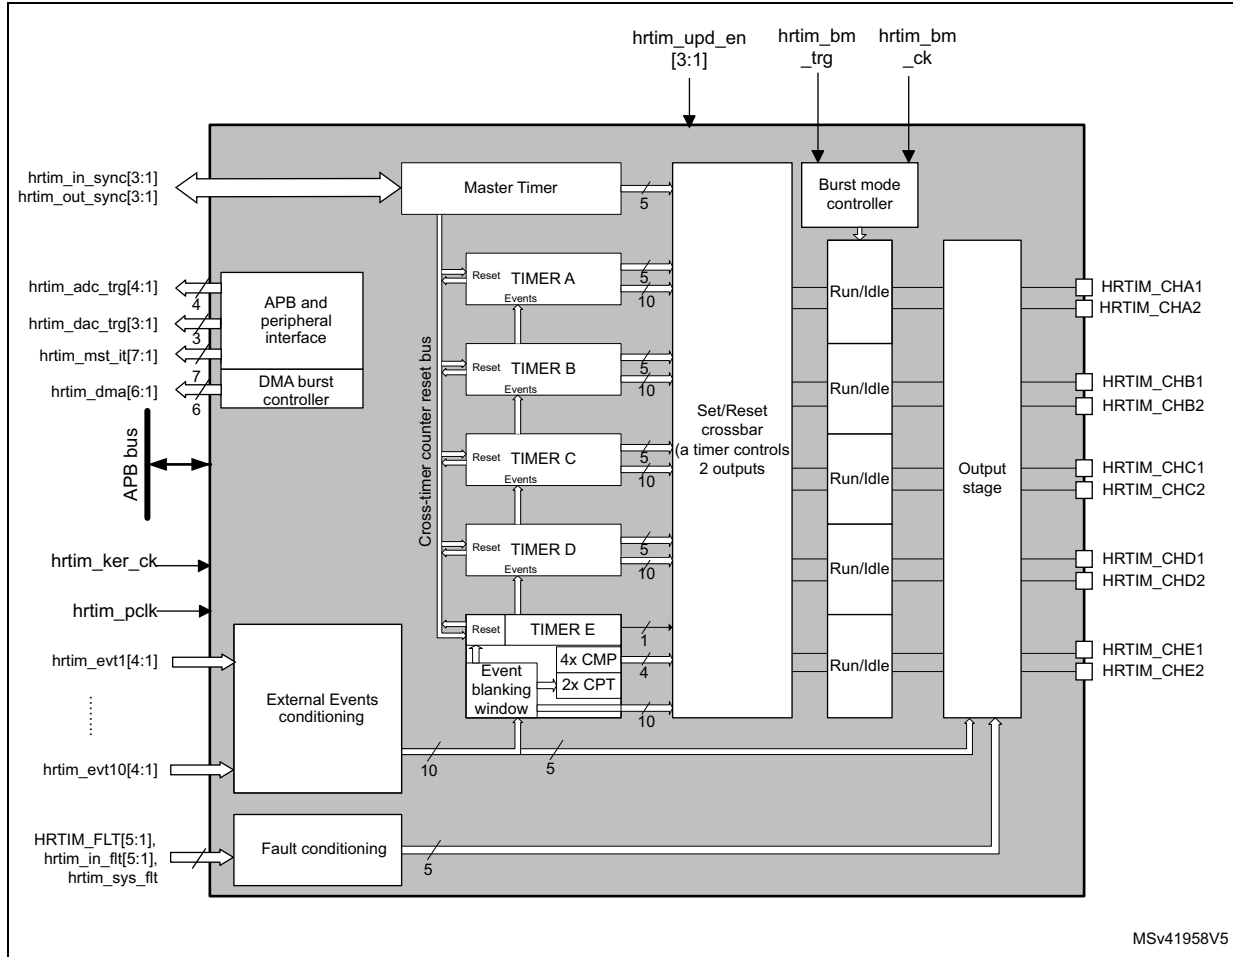 hrtim_upd_en
[3:1]
hrtim_bm
_trg
hrtim_bm
_ck
hrtim_in_sync[3:1]
hrtim_out_sync[3:1]
Master Timer
5
Burst mode
controller
hrtim_adc_trg[4:1]
4
hrtim_dac_trg[3:1]
3
hrtim_mst_it[7:1]
7
hrtim_dma[6:1]
6
APB and
peripheral
interface
DMA burst
controller
APB bus
hrtim_ker_ck
hrtim_pclk
Cross-timer counter reset bus
Reset
TIMER A
Events
5
10
Reset
TIMER B
Events
5
10
Reset
TIMER C
Events
5
10
Reset
TIMER D
Events
5
10
Reset
TIMER E
1
4x CMP
4
2x CPT
Event
blanking
window
10
Set/Reset
crossbar
(a timer controls
2 outputs
Run/Idle
Run/Idle
Run/Idle
Run/Idle
Run/Idle
Output
stage
HRTIM_CHA1
HRTIM_CHA2
HRTIM_CHB1
HRTIM_CHB2
HRTIM_CHC1
HRTIM_CHC2
HRTIM_CHD1
HRTIM_CHD2
HRTIM_CHE1
HRTIM_CHE2
hrtim_evt1[4:1]
hrtim_evt10[4:1]
External Events
conditioning
10
5
HRTIM_FLT[5:1],
hrtim_in_flt[5:1],
hrtim_sys_flt
Fault conditioning
5
MSv41958V5